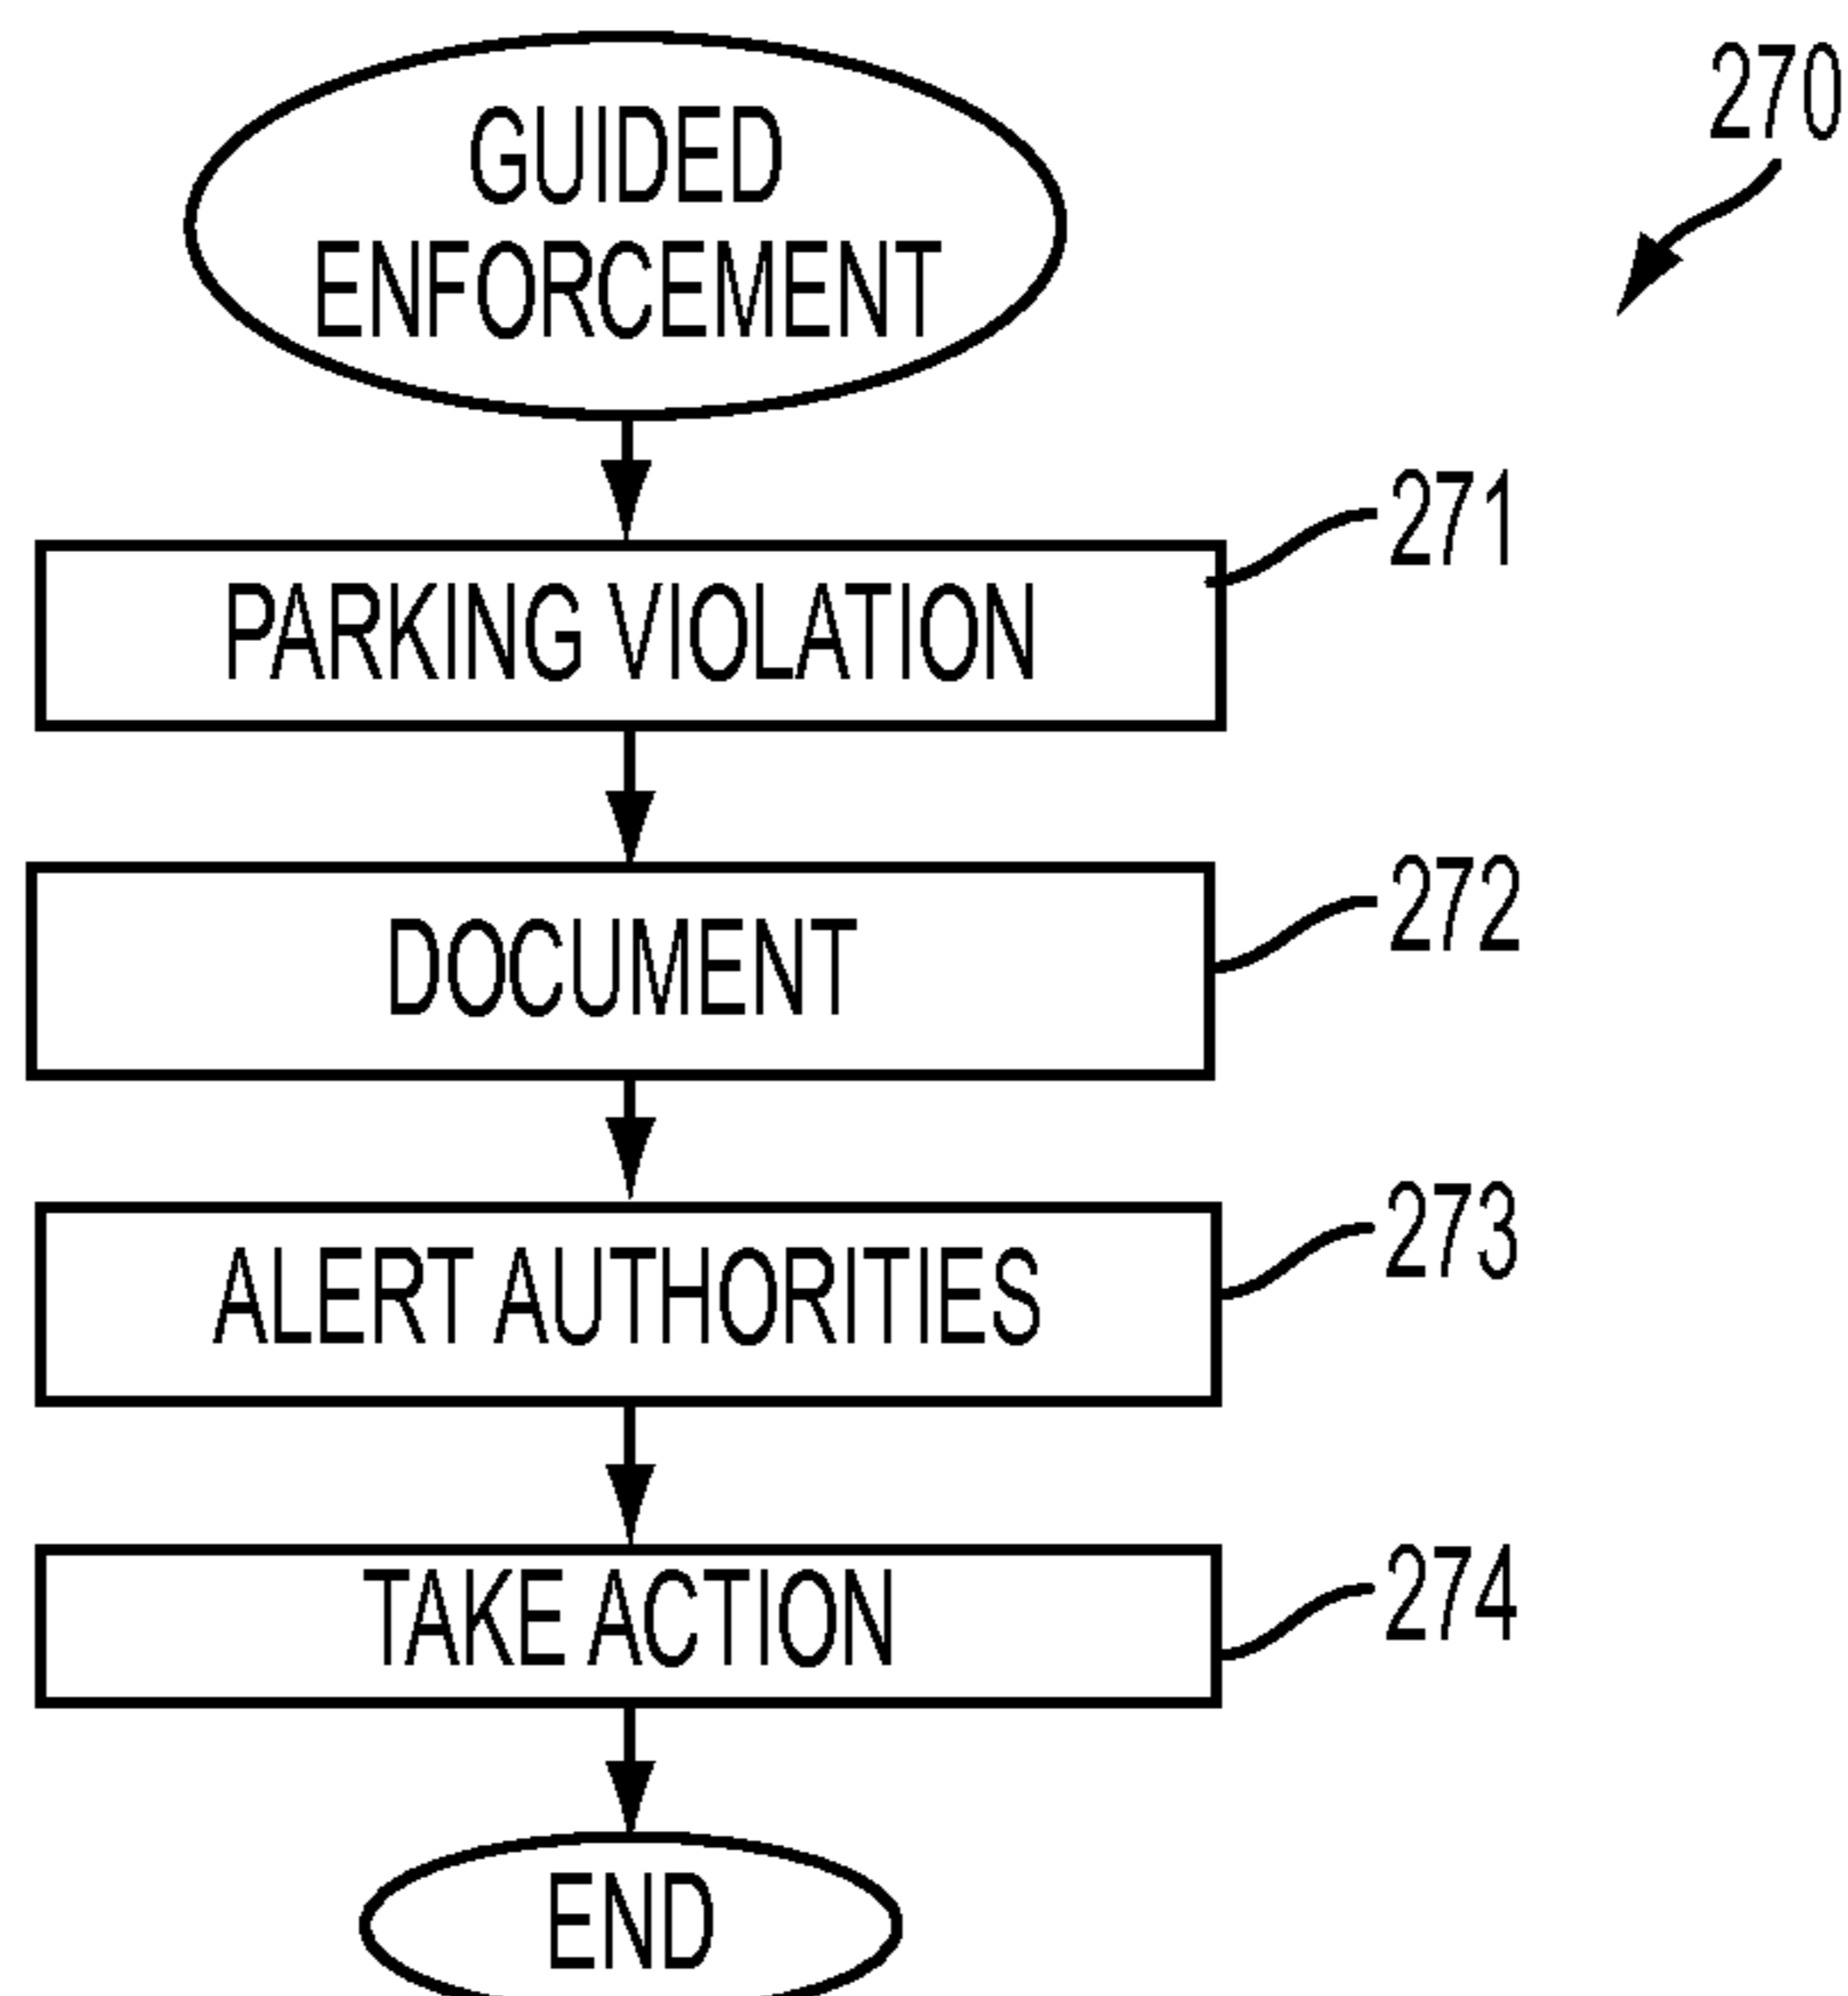 GUIDED
ENFORCEMENT
270
PARKING VIOLATION
271
DOCUMENT
272
ALERT AUTHORITIES
273
TAKE ACTION
274
END